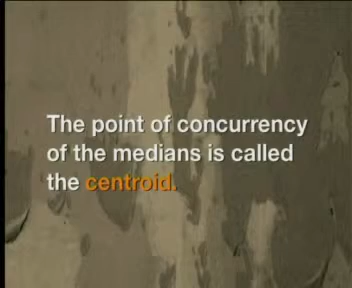 The point of concurrency
of the medians is called
the centroid.